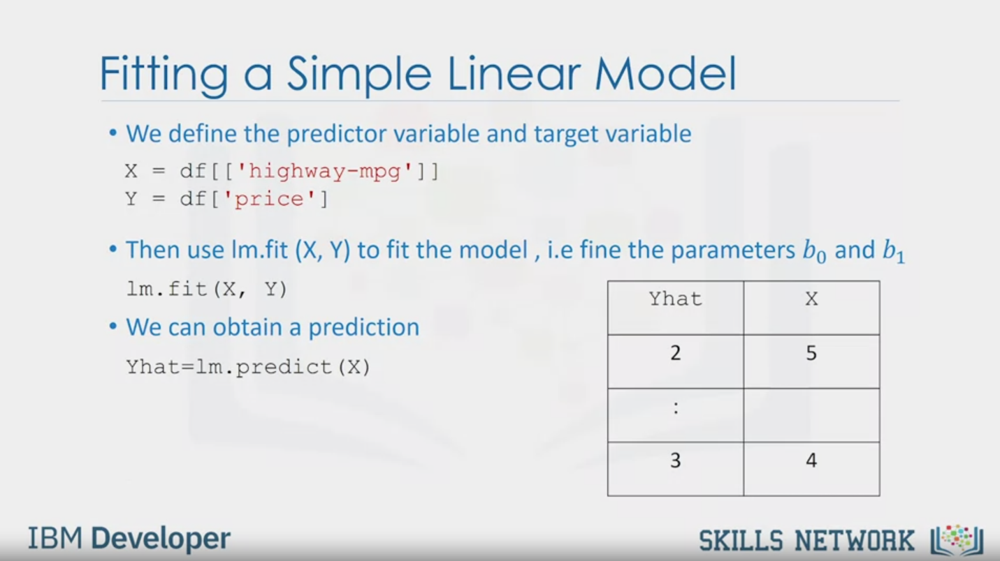 Fitting a Simple Linear Model
• We define the predictor variable and target variable
X = df[['highway-mpg']]
Y = df['price']
• Then use lm.fit (X, Y) to fit the model , i.e fine the parameters b₀ and b₁
lm.fit(X, Y)
• We can obtain a prediction
Yhat=lm.predict(X)
Yhat X
2 5
:
3 4
IBM Developer
SKILLS NETWORK